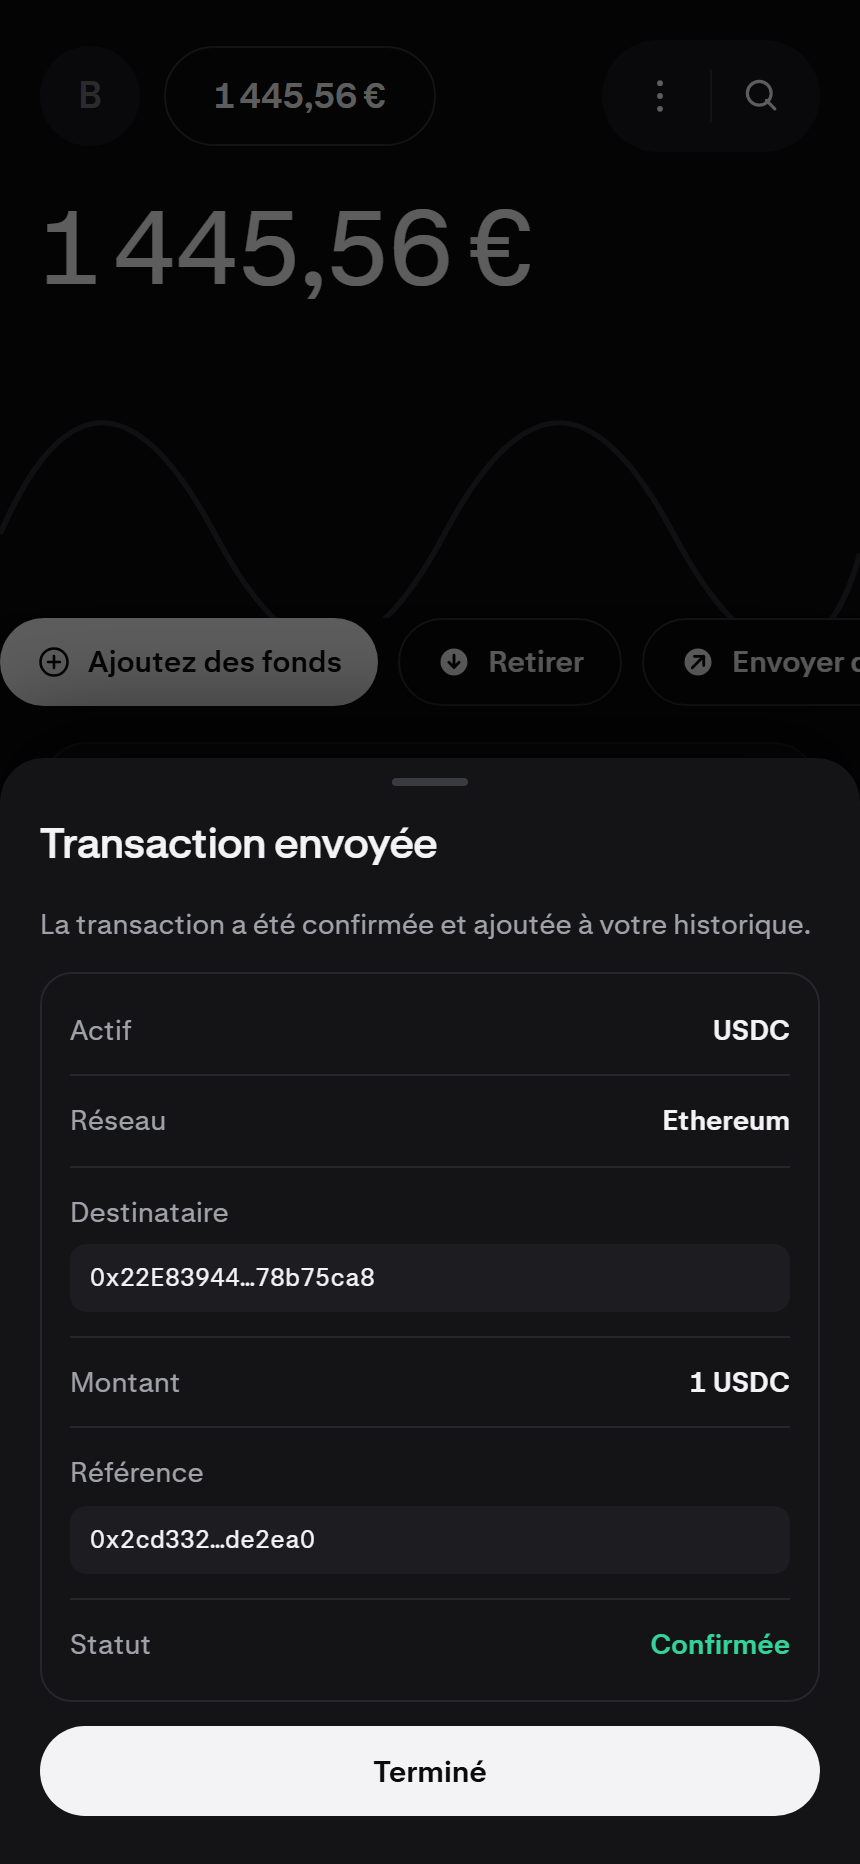 B
1 445,56 €
1 445,56 €
Ajoutez des fonds
Retirer
Envoyer
Transaction envoyée
La transaction a été confirmée et ajoutée à votre historique.
Actif
USDC
Réseau
Ethereum
Destinataire
0x22E83944...78b75ca8
Montant
1 USDC
Référence
0x2cd332...de2ea0
Statut
Confirmée
Terminé